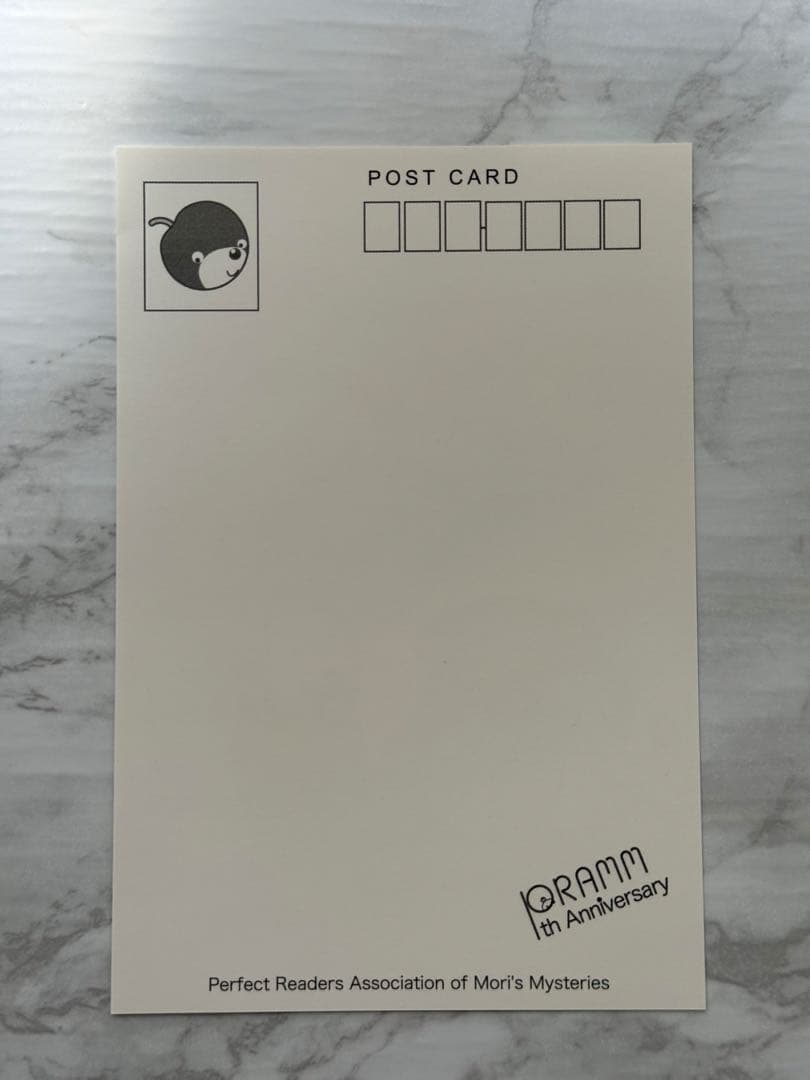 POST CARD
PRAMM
th Anniversary
Perfect Readers Association of Mori's Mysteries